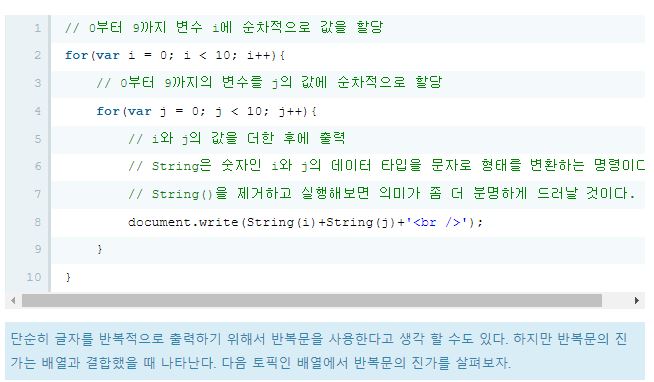 1 // 0부터 9까지 변수 i에 순차적으로 값을 할당
2 for(var i = 0; i < 10; i++){
3 // 0부터 9까지의 변수를 j의 값에 순차적으로 할당
4 for(var j = 0; j < 10; j++){
5 // i와 j의 값을 더한 후에 출력
6 // String은 숫자인 i와 j의 데이터 타입을 문자로 형태를 변환하는 명령이다
7 // String()을 제거하고 실행해보면 의미가 좀 더 분명하게 드러날 것이다.
8 document.write(String(i)+String(j)+'<br />');
9 }
10 }
단순히 글자를 반복적으로 출력하기 위해서 반복문을 사용한다고 생각 할 수도 있다. 하지만 반복문의 진
가는 배열과 결합했을 때 나타난다. 다음 토픽인 배열에서 반복문의 진가를 살펴보자.